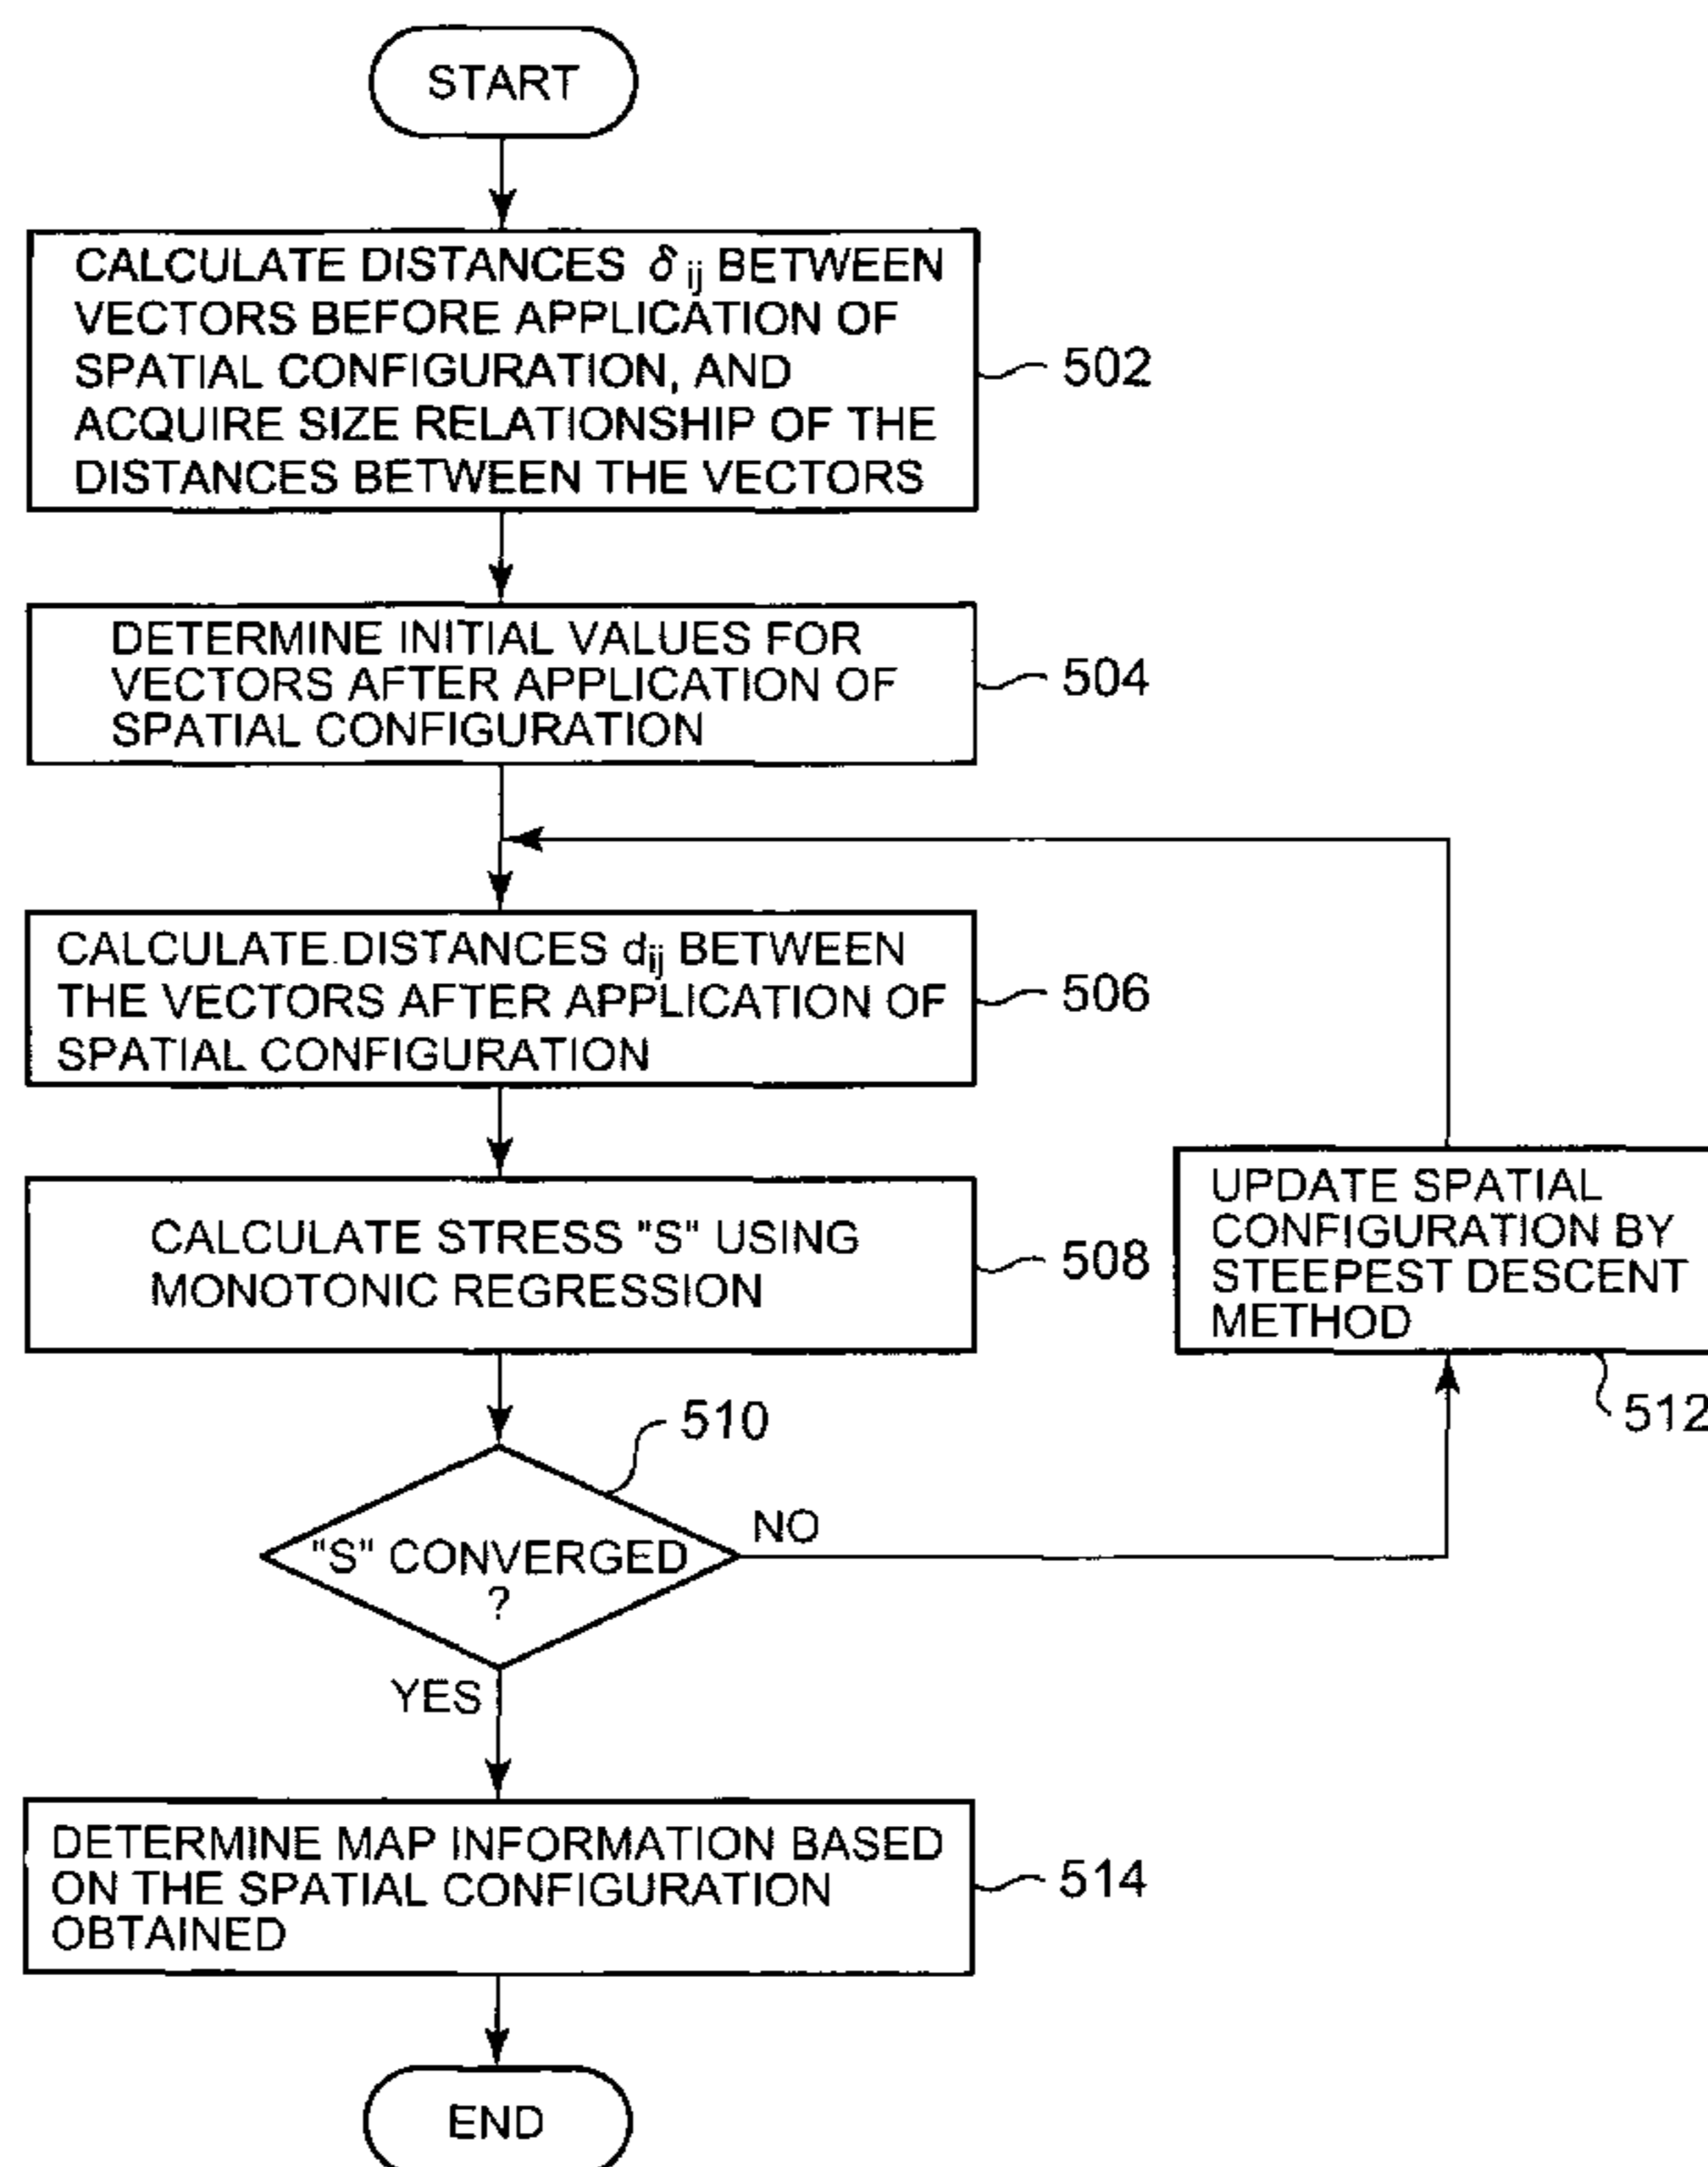 START
CALCULATE DISTANCES δij BETWEEN
VECTORS BEFORE APPLICATION OF
SPATIAL CONFIGURATION, AND
ACQUIRE SIZE RELATIONSHIP OF THE
DISTANCES BETWEEN THE VECTORS
502
DETERMINE INITIAL VALUES FOR
VECTORS AFTER APPLICATION OF
SPATIAL CONFIGURATION
504
CALCULATE DISTANCES dij BETWEEN
THE VECTORS AFTER APPLICATION OF
SPATIAL CONFIGURATION
506
CALCULATE STRESS "S" USING
MONOTONIC REGRESSION
508
UPDATE SPATIAL
CONFIGURATION BY
STEEPEST DESCENT
METHOD
512
510
"S" CONVERGED
?
NO
YES
DETERMINE MAP INFORMATION BASED
ON THE SPATIAL CONFIGURATION
OBTAINED
514
END